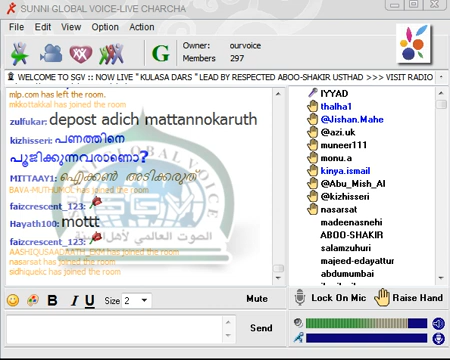 SUNNI GLOBAL VOICE-LIVE CHARCHA
File Edit View Option Action
G
Owner: ourvoice
Members 297
WELCOME TO SGV :: NOW LIVE " KULASA DARS " LEAD BY RESPECTED ABOO-SHAKIR USTHAD >>> VISIT RADIO
mlp.com has left the room.
mkkottakkal has joined the room
zulfukar: depost adich mattannokaruth
kizhisseri: പണത്തിനെ
പൂജിക്കുന്നവരാണോ?
MITTAAY1: ഐക്കൺ അടിക്കരുത്
BAVA-MUTHUMOL has joined the room
faizcrescent_123:
Hayath100: mottt
faizcrescent_123:
AASHIQUSAADAATH_EKM has joined the room
nasarsat has joined the room
sidhiquekc has joined the room
SGV
الصوت العالمي لأهل السنة
IYYAD
thalha1
@Jishan.Mahe
@azi.uk
muneer111
monu.a
kinya.ismail
@Abu_Mish_Al
@kizhisseri
nasarsat
madeenasnehi
ABOO-SHAKIR
salamzuhuri
majeed-edayattur
abdumumbai
B I U Size 2 Mute
Lock On Mic Raise Hand
Send